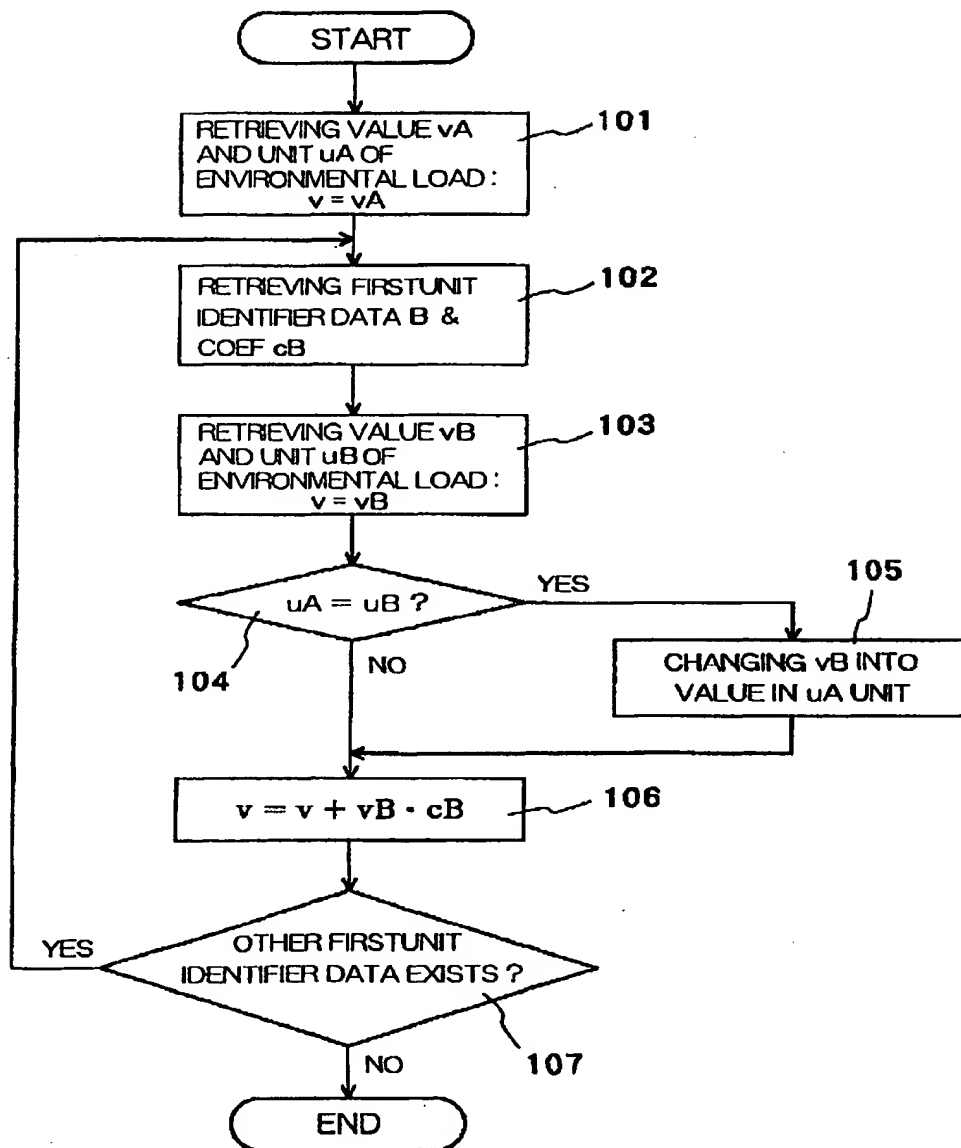 START
RETRIEVING VALUE vA
AND UNIT uA OF
ENVIRONMENTAL LOAD :
v = vA
101
RETRIEVING FIRSTUNIT
IDENTIFIER DATA B &
COEF cB
102
RETRIEVING VALUE vB
AND UNIT uB OF
ENVIRONMENTAL LOAD :
v = vB
103
uA = uB ?
YES
104
NO
105
CHANGING vB INTO
VALUE IN uA UNIT
v = v + vB · cB
106
YES
OTHER FIRSTUNIT
IDENTIFIER DATA EXISTS ?
107
NO
END